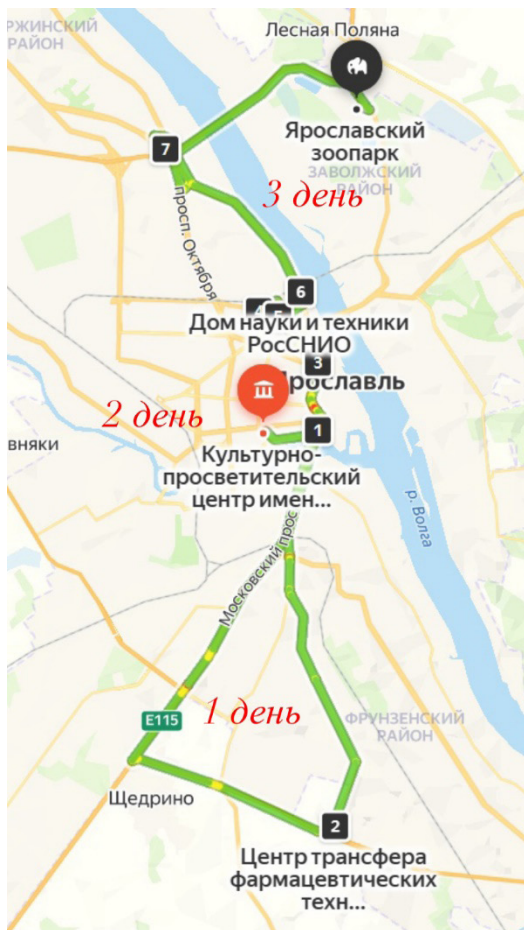 РЖИНСКИЙ
РАЙОН
Лесная Поляна
Ярославский
зоопарк
ЗАВОЛЖСКИЙ
РАЙОН
7
3 день
просп. Октября
6
5
Дом науки и техники
РосСНИО
3
Ярославль
2 день
1
вняки
Культурно-
просветительский
центр имен...
р. Волга
Московский прос
1 день
E115
ФРУНЗЕНСКИЙ
РАЙОН
Щедрино
2
Центр трансфера
фармацевтических
техн...